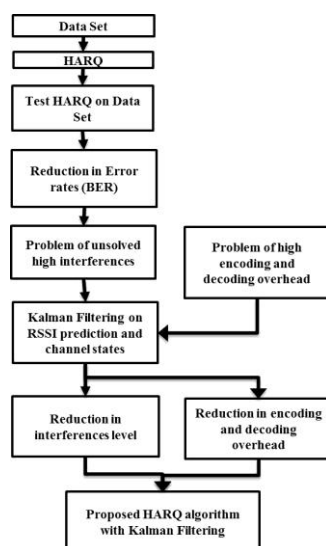 Data Set
HARQ
Test HARQ on Data
Set
Reduction in Error
rates (BER)
Problem of unsolved
high interferences
Problem of high
encoding and
decoding overhead
Kalman Filtering on
RSSI prediction and
channel states
Reduction in
interferences level
Reduction in encoding
and decoding
overhead
Proposed HARQ algorithm
with Kalman Filtering